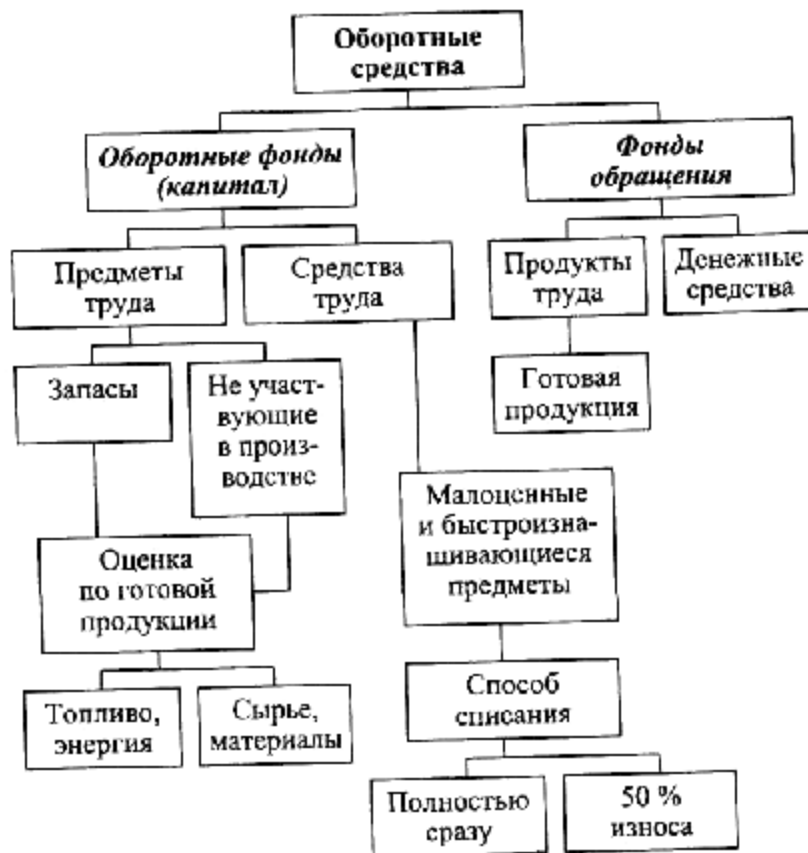 Оборотные
средства
Оборотные фонды
(капитал)
Фонды
обращения
Предметы
труда
Средства
труда
Продукты
труда
Денежные
средства
Запасы
Не участ-
вующие
в произ-
водстве
Готовая
продукция
Малоценные
и быстроизна-
шивающиеся
предметы
Оценка
по готовой
продукции
Топливо,
энергия
Сырье,
материалы
Способ
списания
Полностью
сразу
50 %
износа